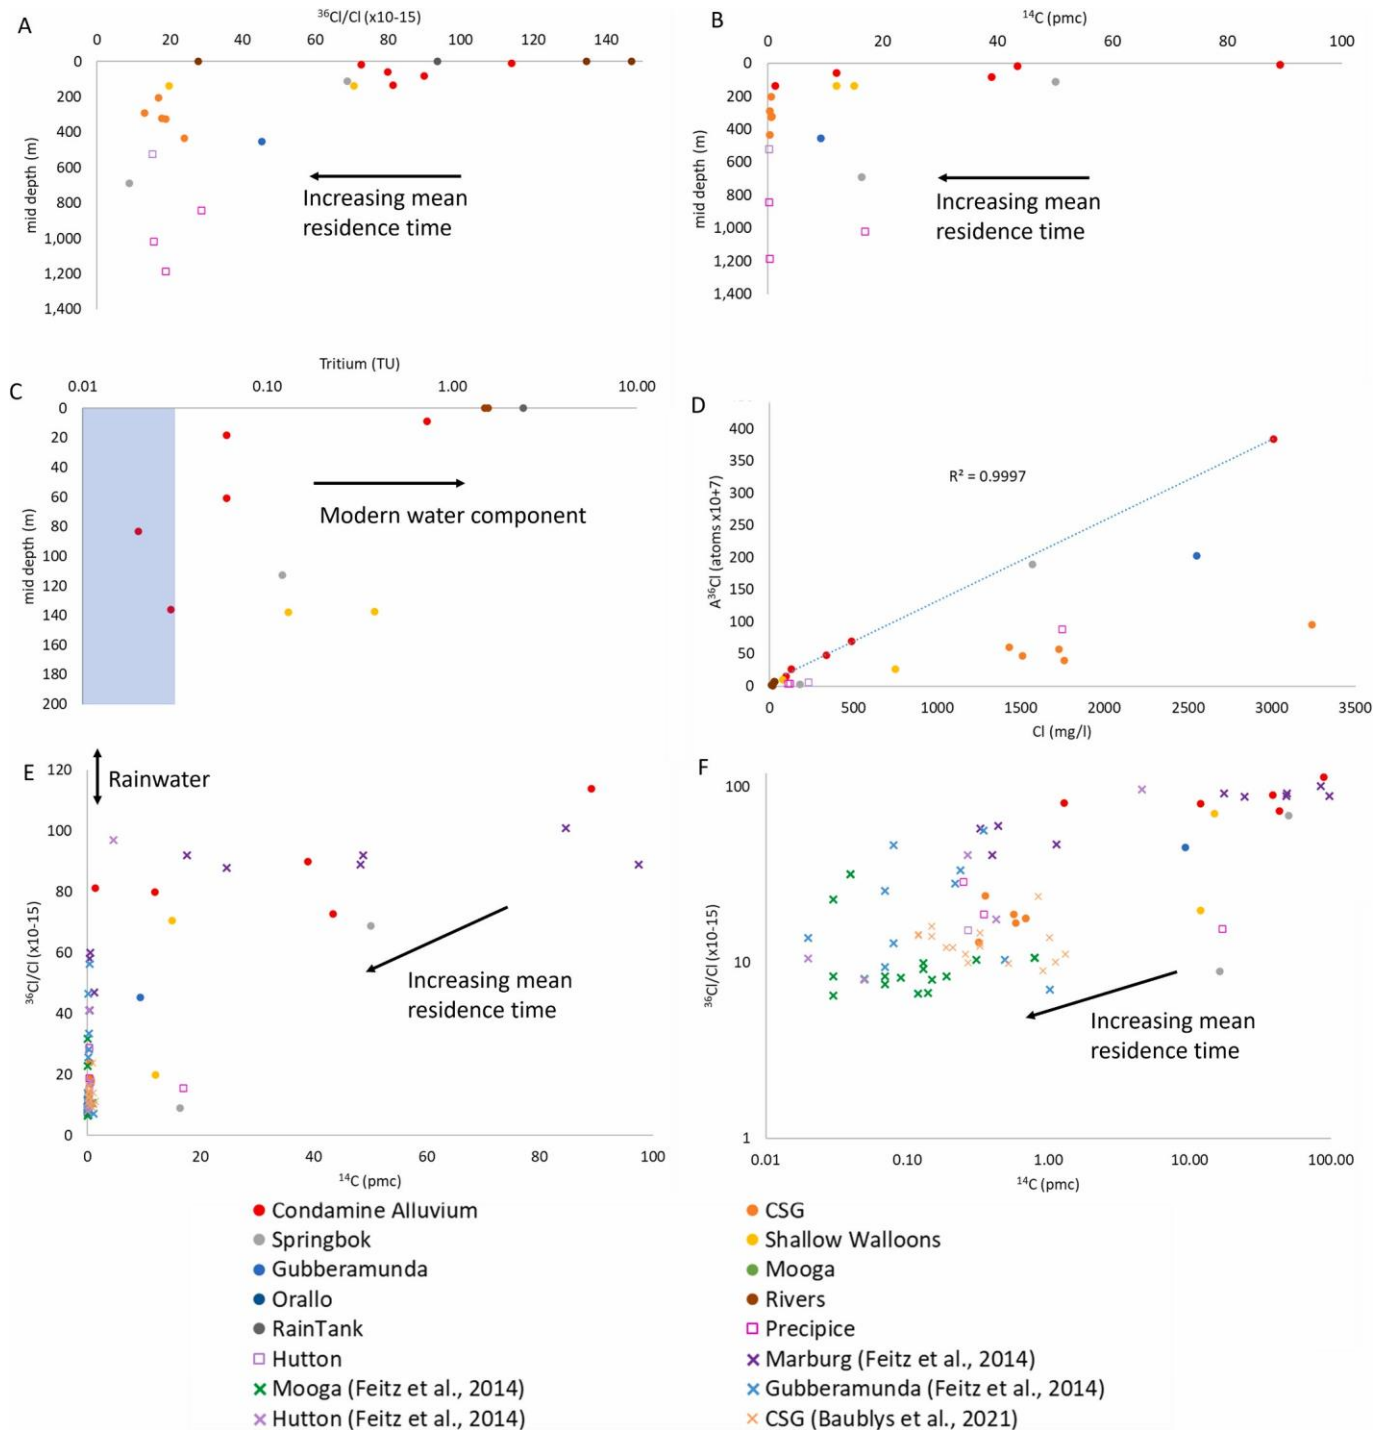 A
³⁶Cl/Cl (x10-15)
0 20 40 60 80 100 120 140
0
200
400
600
800
1,000
1,200
1,400
mid depth (m)
Increasing mean
residence time
B
¹⁴C (pmc)
0 20 40 60 80 100
0
200
400
600
800
1,000
1,200
1,400
mid depth (m)
Increasing mean
residence time
C
Tritium (TU)
0.01 0.10 1.00 10.00
0
20
40
60
80
100
120
140
160
180
200
mid depth (m)
Modern water component
D
400
350
300
250
200
150
100
50
0
A³⁶Cl (atoms x10+7)
R² = 0.9997
0 500 1000 1500 2000 2500 3000 3500
Cl (mg/l)
E
Rainwater
120
100
80
60
40
20
0
³⁶Cl/Cl (x10-15)
Increasing mean
residence time
0 20 40 60 80 100
¹⁴C (pmc)
F
100
10
1
³⁶Cl/Cl (x10-15)
Increasing mean
residence time
0.01 0.10 1.00 10.00 100.00
¹⁴C (pmc)
Condamine Alluvium
Springbok
Gubberamunda
Orallo
RainTank
Hutton
Mooga (Feitz et al., 2014)
Hutton (Feitz et al., 2014)
CSG
Shallow Walloons
Mooga
Rivers
Precipice
Marburg (Feitz et al., 2014)
Gubberamunda (Feitz et al., 2014)
CSG (Baublys et al., 2021)